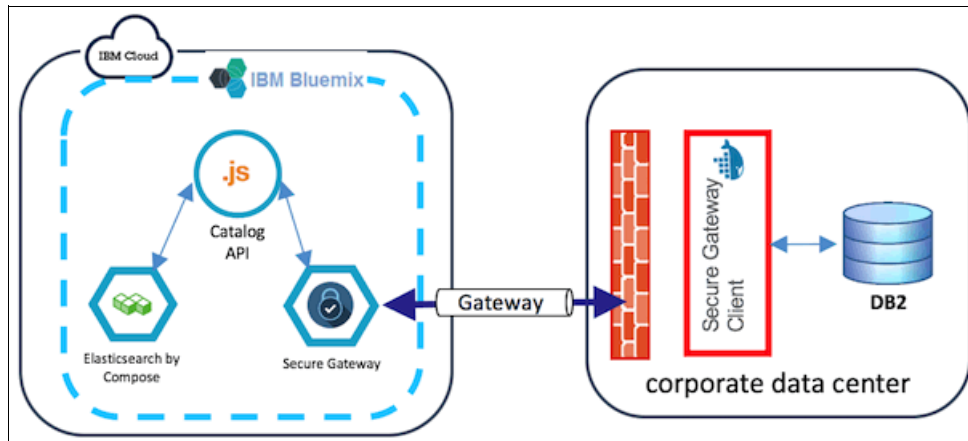 IBM Cloud
IBM Bluemix
.js
Catalog
API
Elasticsearch by
Compose
Secure Gateway
Gateway
Secure Gateway
Client
DB2
corporate data center